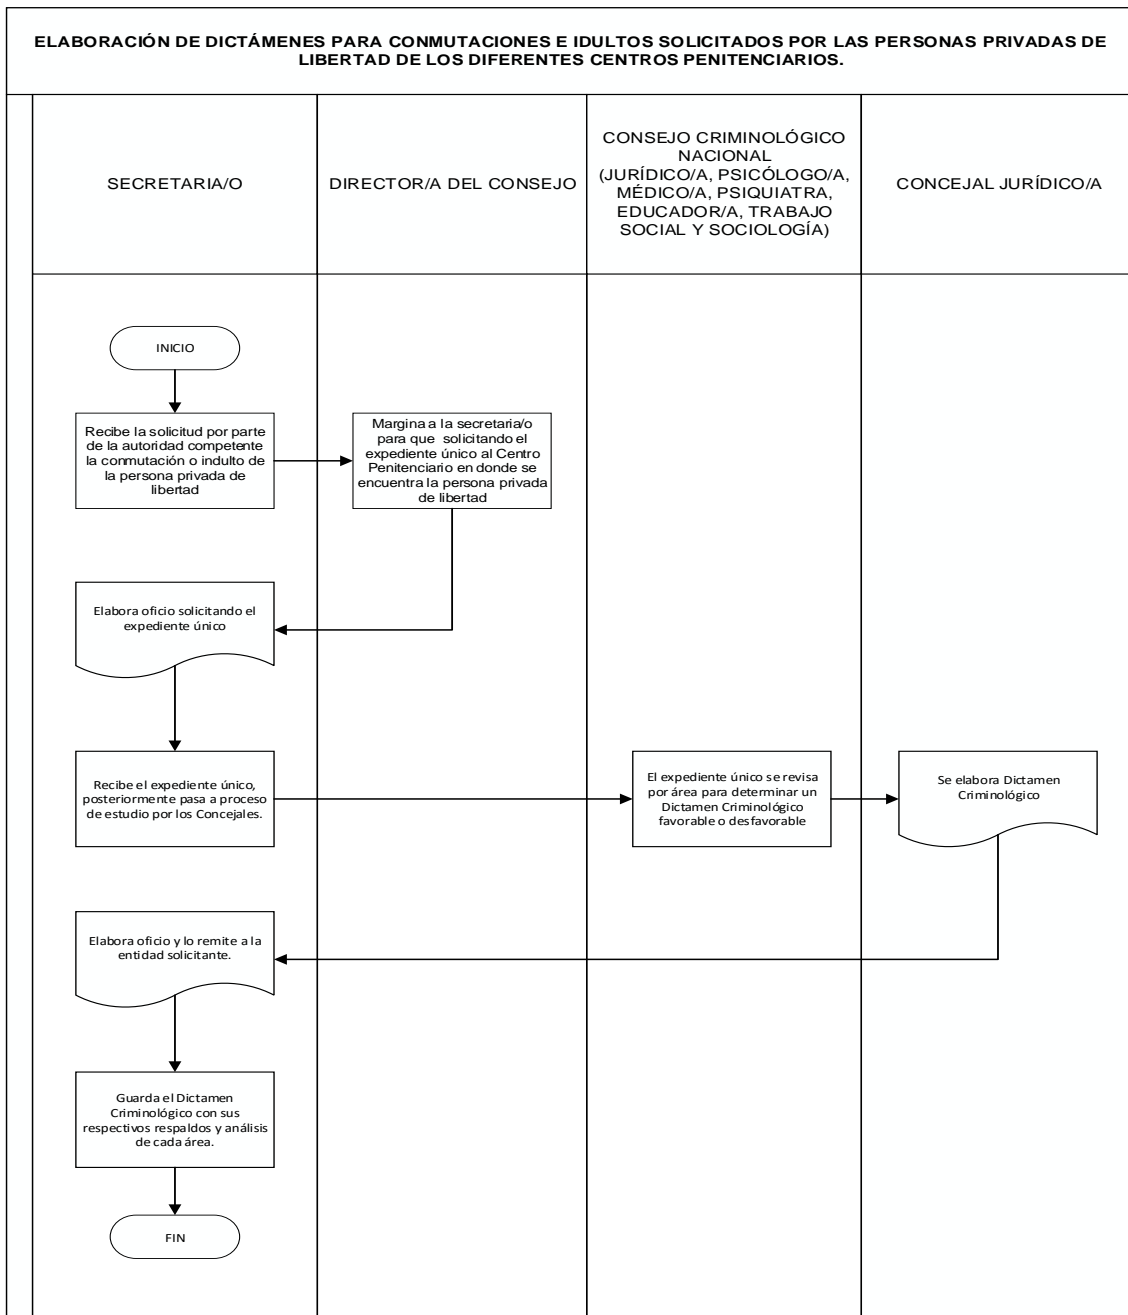 ELABORACIÓN DE DICTÁMENES PARA CONMUTACIONES E IDULTOS SOLICITADOS POR LAS PERSONAS PRIVADAS DE
LIBERTAD DE LOS DIFERENTES CENTROS PENITENCIARIOS.
SECRETARIA/O
DIRECTOR/A DEL CONSEJO
CONSEJO CRIMINOLÓGICO
NACIONAL
(JURÍDICO/A, PSICÓLOGO/A,
MÉDICO/A, PSIQUIATRA,
EDUCADOR/A, TRABAJO
SOCIAL Y SOCIOLOGÍA)
CONCEJAL JURÍDICO/A
INICIO
Recibe la solicitud por parte
de la autoridad competente
la conmutación o indulto de
la persona privada de
libertad
Margina a la secretaria/o
para que solicitando el
expediente único al Centro
Penitenciario en donde se
encuentra la persona privada
de libertad
Elabora oficio solicitando el
expediente único
Recibe el expediente único,
posteriormente pasa a proceso
de estudio por los Concejales.
El expediente único se revisa
por área para determinar un
Dictamen Criminológico
favorable o desfavorable
Se elabora Dictamen
Criminológico
Elabora oficio y lo remite a la
entidad solicitante.
Guarda el Dictamen
Criminológico con sus
respectivos respaldos y análisis
de cada área.
FIN